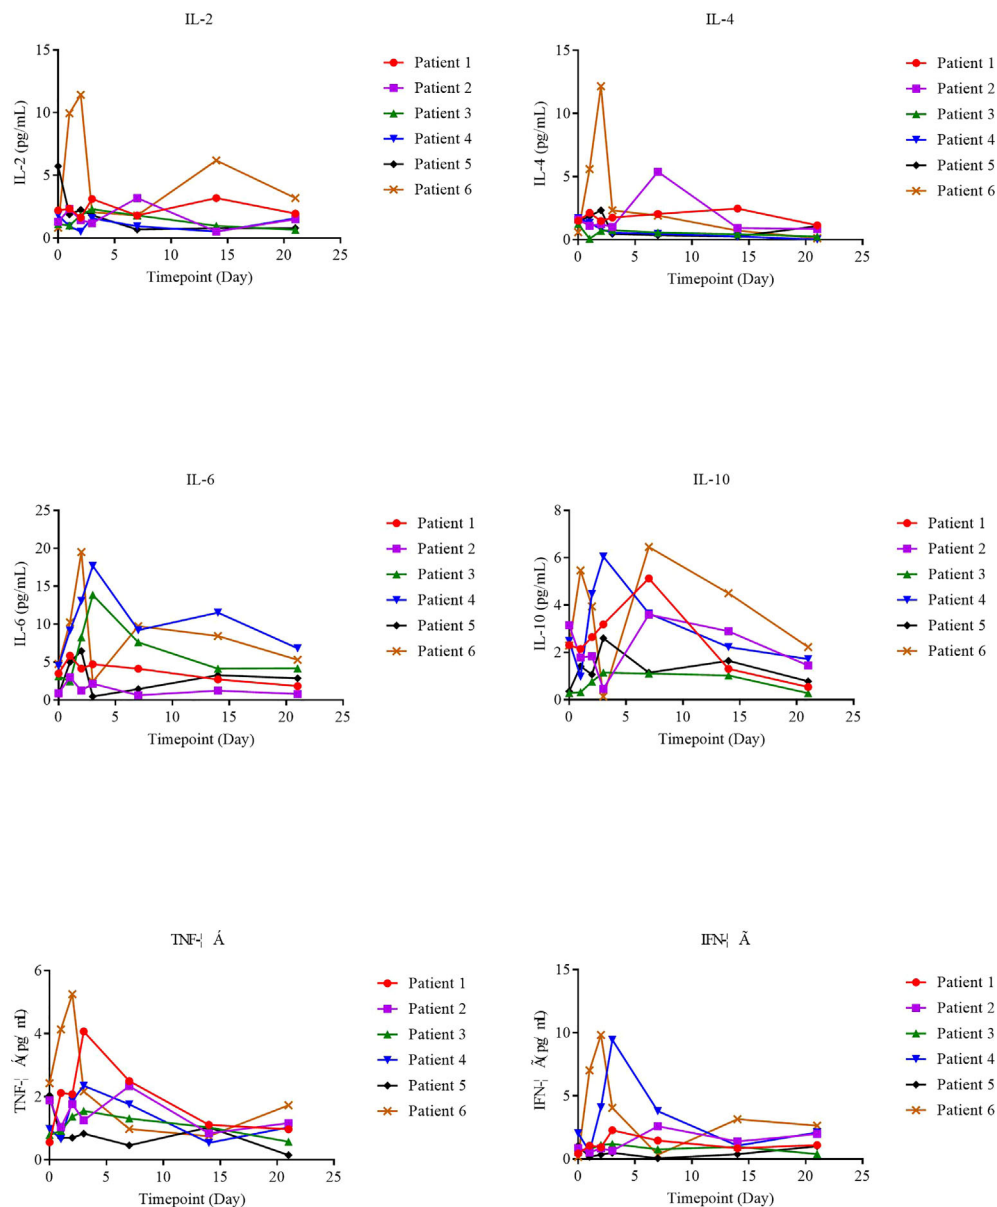 IL-2
15
10
5
0
0 5 10 15 20 25
IL-2 (pg/mL)
Timepoint (Day)
Patient 1
Patient 2
Patient 3
Patient 4
Patient 5
Patient 6
IL-4
15
10
5
0
0 5 10 15 20 25
IL-4 (pg/mL)
Timepoint (Day)
Patient 1
Patient 2
Patient 3
Patient 4
Patient 5
Patient 6
IL-6
25
20
15
10
5
0
0 5 10 15 20 25
IL-6 (pg/mL)
Timepoint (Day)
Patient 1
Patient 2
Patient 3
Patient 4
Patient 5
Patient 6
IL-10
8
6
4
2
0
0 5 10 15 20 25
IL-10 (pg/mL)
Timepoint (Day)
Patient 1
Patient 2
Patient 3
Patient 4
Patient 5
Patient 6
TNF-¦ Á
6
4
2
0
0 5 10 15 20 25
TNF-¦ Á(pg/ mL)
Timepoint (Day)
Patient 1
Patient 2
Patient 3
Patient 4
Patient 5
Patient 6
IFN-¦ Ã
15
10
5
0
0 5 10 15 20 25
IFN-¦ Ã(pg/ mL)
Timepoint (Day)
Patient 1
Patient 2
Patient 3
Patient 4
Patient 5
Patient 6